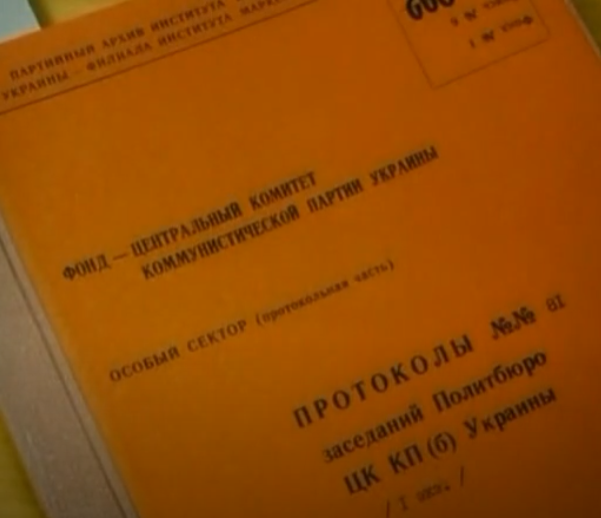 ПАРТИЙНЫЙ АРХИВ ИНСТИТУТА
УКРАИНЫ — ФИЛИАЛА ИНСТИТУТА
ФОНД — ЦЕНТРАЛЬНЫЙ КОМИТЕТ
КОММУНИСТИЧЕСКОЙ ПАРТИИ УКРАИНЫ
ОСОБЫЙ СЕКТОР (протокольная часть)
ПРОТОКОЛЫ №№ 81
заседаний Политбюро
ЦК КП(б) Украины
/ I экз. /